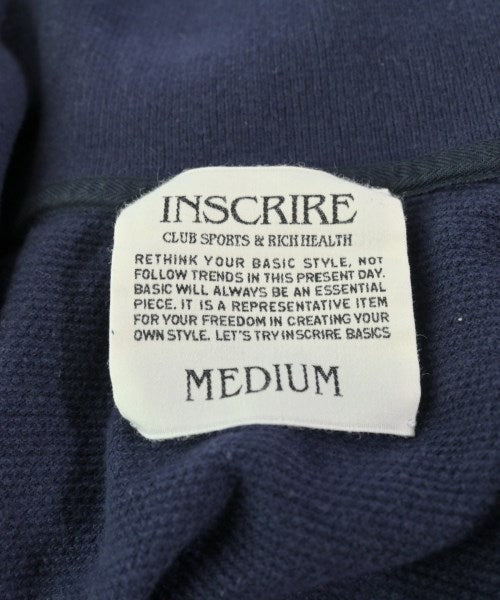 INSCRIRE
CLUB SPORTS & RICH HEALTH
RETHINK YOUR BASIC STYLE, NOT
FOLLOW TRENDS IN THIS PRESENT DAY.
BASIC WILL ALWAYS BE AN ESSENTIAL
PIECE. IT IS A REPRESENTATIVE ITEM
FOR YOUR FREEDOM IN CREATING YOUR
OWN STYLE. LET'S TRY INSCRIRE BASICS
MEDIUM